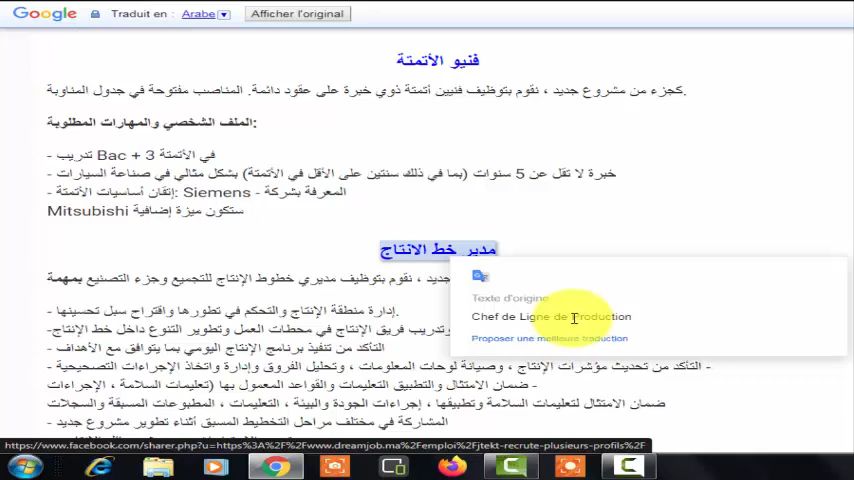 Google Traduit en : Arabe Afficher l'original
فنيو الأتمتة
كجزء من مشروع جديد ، نقوم بتوظيف فنيين أتمتة ذوي خبرة على عقود دائمة. المناصب مفتوحة في جدول المناوبة.
الملف الشخصي والمهارات المطلوبة:
- تدريب Bac + 3 في الأتمتة
- خبرة لا تقل عن 5 سنوات (بما في ذلك سنتين على الأقل في الأتمتة) بشكل مثالي في صناعة السيارات
- إتقان أساسيات الأتمتة: Siemens - المعرفة بشركة
Mitsubishi ستكون ميزة إضافية
مدير خط الانتاج
جديد ، نقوم بتوظيف مديري خطوط الإنتاج للتجميع وجزء التصنيع بمهمة:
Texte d'origine
- إدارة منطقة الإنتاج والتحكم في تطورها واقتراح سبل تحسينها.
Chef de Ligne de Production
-وتدريب فريق الإنتاج في محطات العمل وتطوير التنوع داخل خط الإنتاج
Proposer une meilleure traduction
التأكد من تنفيذ برنامج الإنتاج اليومي بما يتوافق مع الأهداف -
- التأكد من تحديث مؤشرات الإنتاج ، وصيانة لوحات المعلومات ، وتحليل الفروق وإدارة واتخاذ الإجراءات التصحيحية -
ضمان الامتثال والتطبيق التعليمات والقواعد المعمول بها (تعليمات السلامة ، الإجراءات -
ضمان الامتثال لتعليمات السلامة وتطبيقها ، إجراءات الجودة والبيئة ، التعليمات ، المطبوعات المسبقة والسجلات
المشاركة في مختلف مراحل التخطيط المسبق أثناء تطوير مشروع جديد -
https://www.facebook.com/sharer.php?u=https%3A%2F%2Fwww.dreamjob.ma%2Femploi%2Fjtekt-recrute-plusieurs-profils%2F